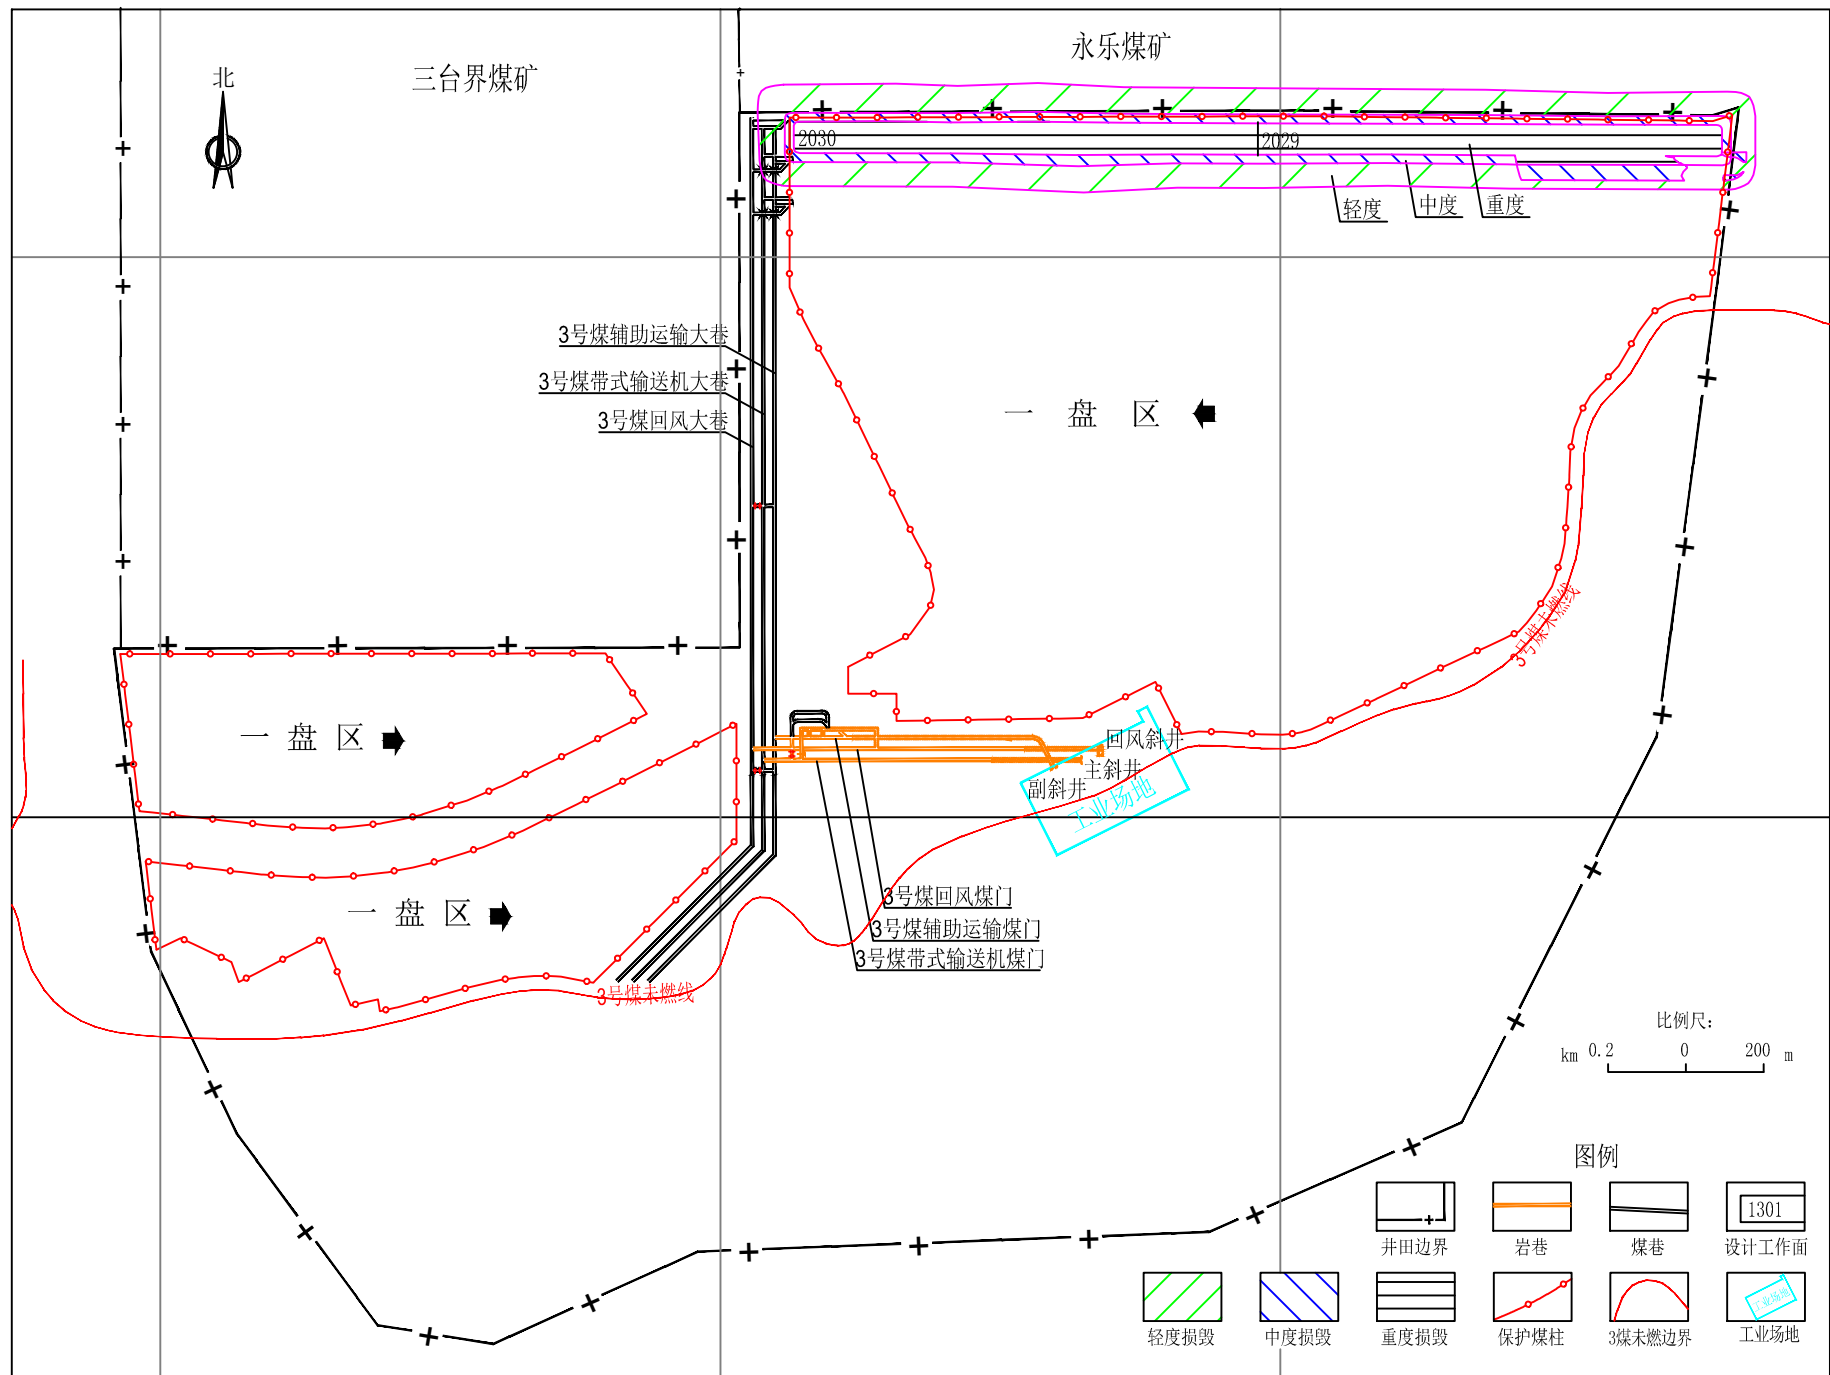 永乐煤矿
三台界煤矿
北
2030
2029
轻度
中度
重度
3号煤辅助运输大巷
3号煤带式输送机大巷
3号煤回风大巷
一 盘 区
3号煤未燃线
一 盘 区
回风斜井
主斜井
副斜井
工业场地
3号煤回风煤门
3号煤辅助运输煤门
3号煤带式输送机煤门
一 盘 区
3号煤未燃线
比例尺：
km 0.2 0 200 m
图例
1301
井田边界
岩巷
煤巷
设计工作面
工业场地
轻度损毁
中度损毁
重度损毁
保护煤柱
3煤未燃边界
工业场地